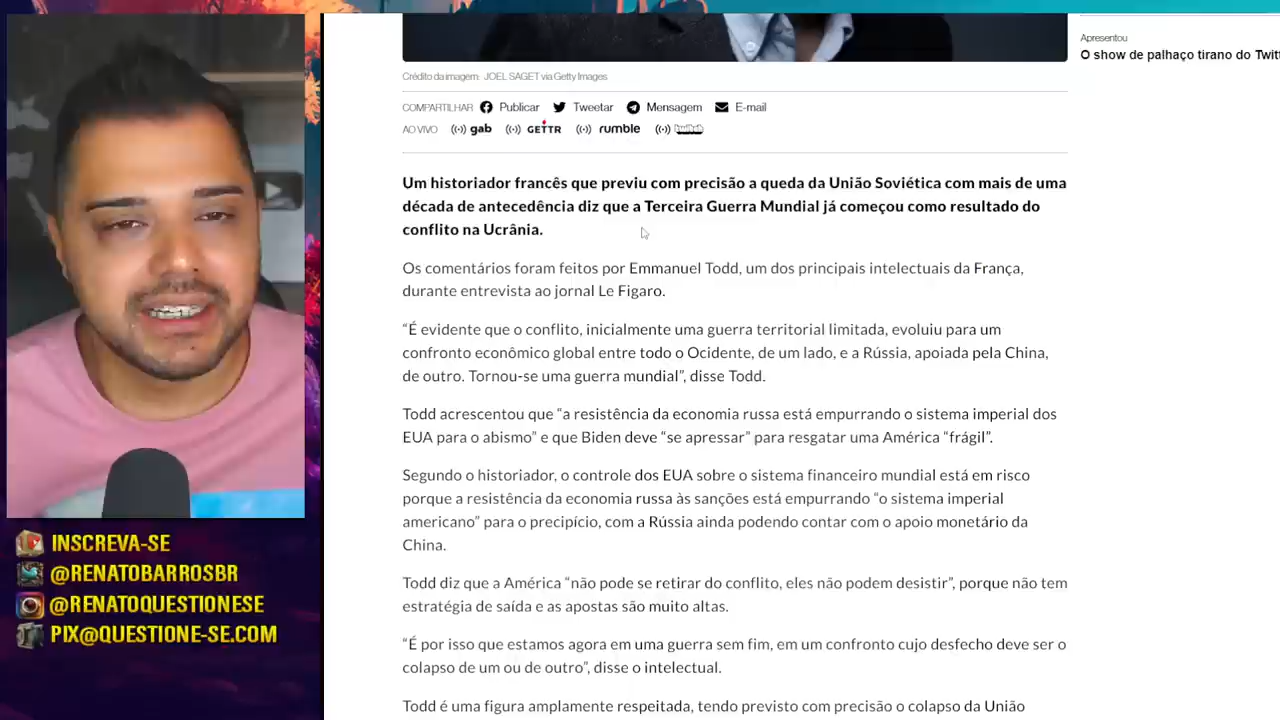 Crédito da imagem: JOEL SAGET via Getty Images
COMPARTILHAR Publicar Tweetar Mensagem E-mail
AO VIVO gab GETTR rumble twitch
Apresentou
O show de palhaço tirano do Twitt
Um historiador francês que previu com precisão a queda da União Soviética com mais de uma
década de antecedência diz que a Terceira Guerra Mundial já começou como resultado do
conflito na Ucrânia.
Os comentários foram feitos por Emmanuel Todd, um dos principais intelectuais da França,
durante entrevista ao jornal Le Figaro.
“É evidente que o conflito, inicialmente uma guerra territorial limitada, evoluiu para um
confronto econômico global entre todo o Ocidente, de um lado, e a Rússia, apoiada pela China,
de outro. Tornou-se uma guerra mundial”, disse Todd.
Todd acrescentou que “a resistência da economia russa está empurrando o sistema imperial dos
EUA para o abismo” e que Biden deve “se apressar” para resgatar uma América “frágil”.
Segundo o historiador, o controle dos EUA sobre o sistema financeiro mundial está em risco
porque a resistência da economia russa às sanções está empurrando “o sistema imperial
americano” para o precipício, com a Rússia ainda podendo contar com o apoio monetário da
China.
Todd diz que a América “não pode se retirar do conflito, eles não podem desistir”, porque não tem
estratégia de saída e as apostas são muito altas.
“É por isso que estamos agora em uma guerra sem fim, em um confronto cujo desfecho deve ser o
colapso de um ou de outro”, disse o intelectual.
Todd é uma figura amplamente respeitada, tendo previsto com precisão o colapso da União
INSCREVA-SE
@RENATOBARROSBR
@RENATOQUESTIONESE
PIX@QUESTIONE-SE.COM